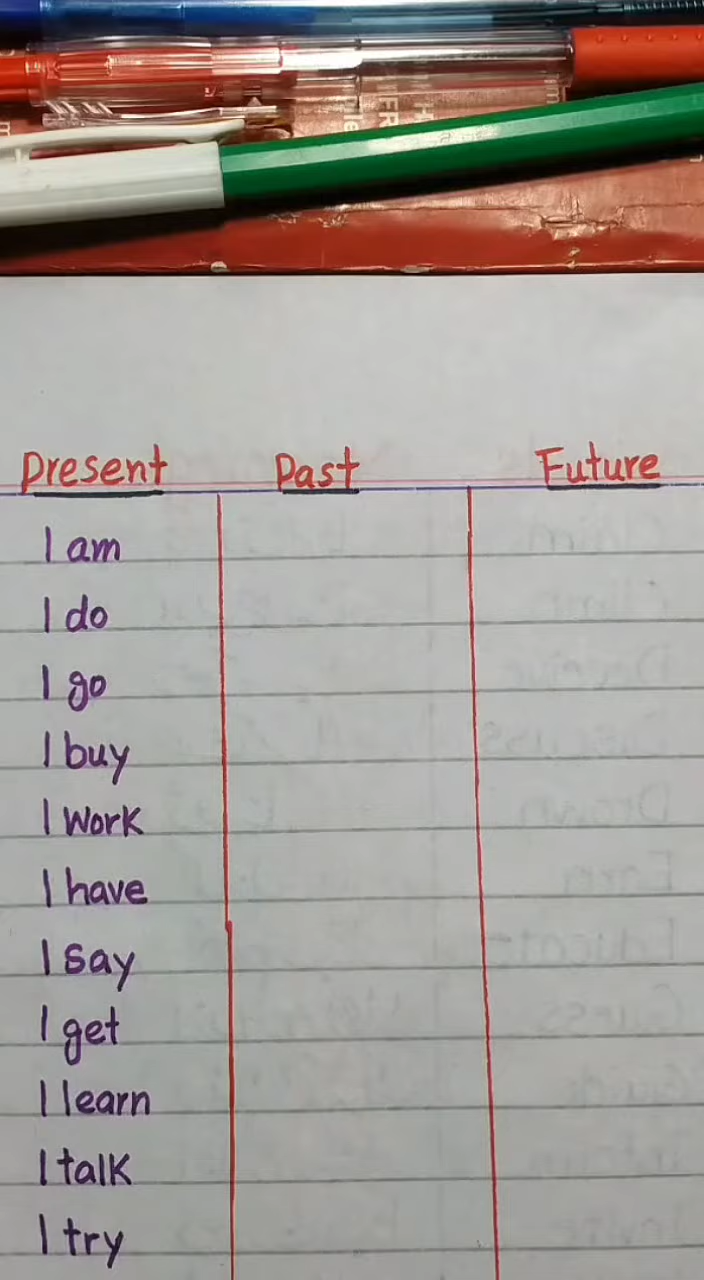 Present Past Future
I am
I do
I go
I buy
I work
I have
I say
I get
I learn
I talk
I try